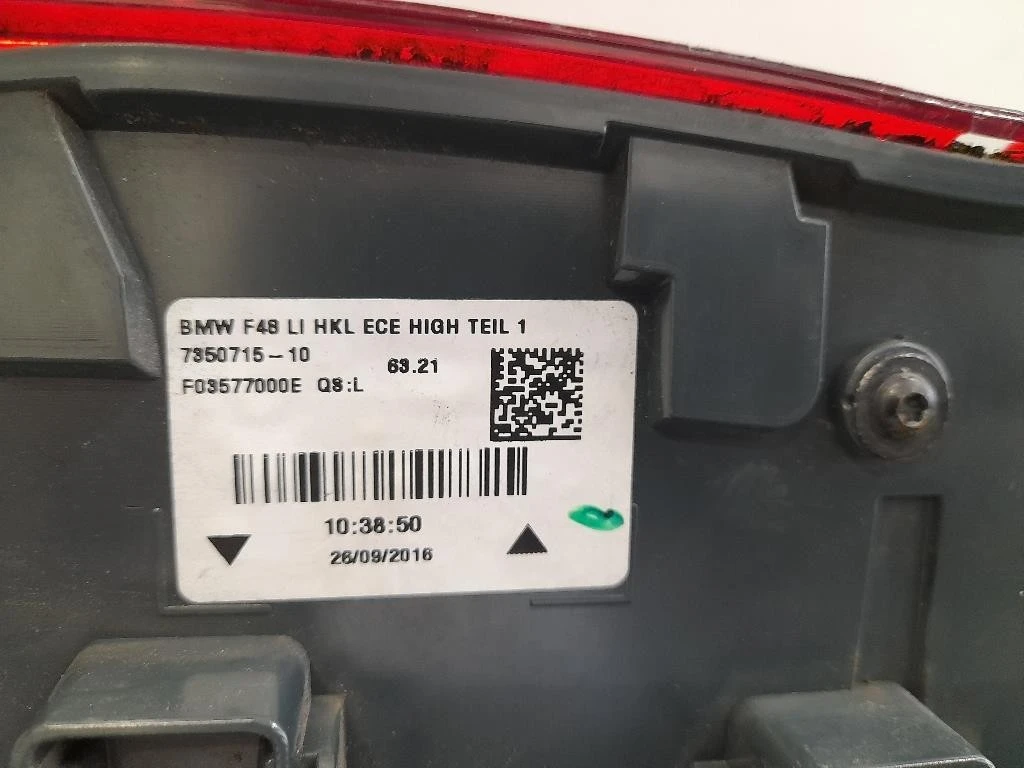 BMW F48 LI HKL ECE HIGH TEIL 1
7350715-10
63.21
F03577000E QS:L
10:38:50
26/09/2016